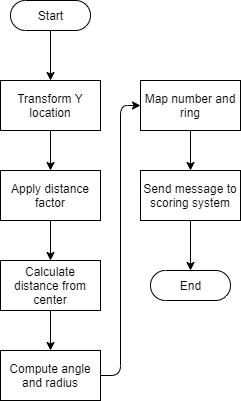 Start
Transform Y
location
Apply distance
factor
Calculate
distance from
center
Compute angle
and radius
Map number and
ring
Send message to
scoring system
End